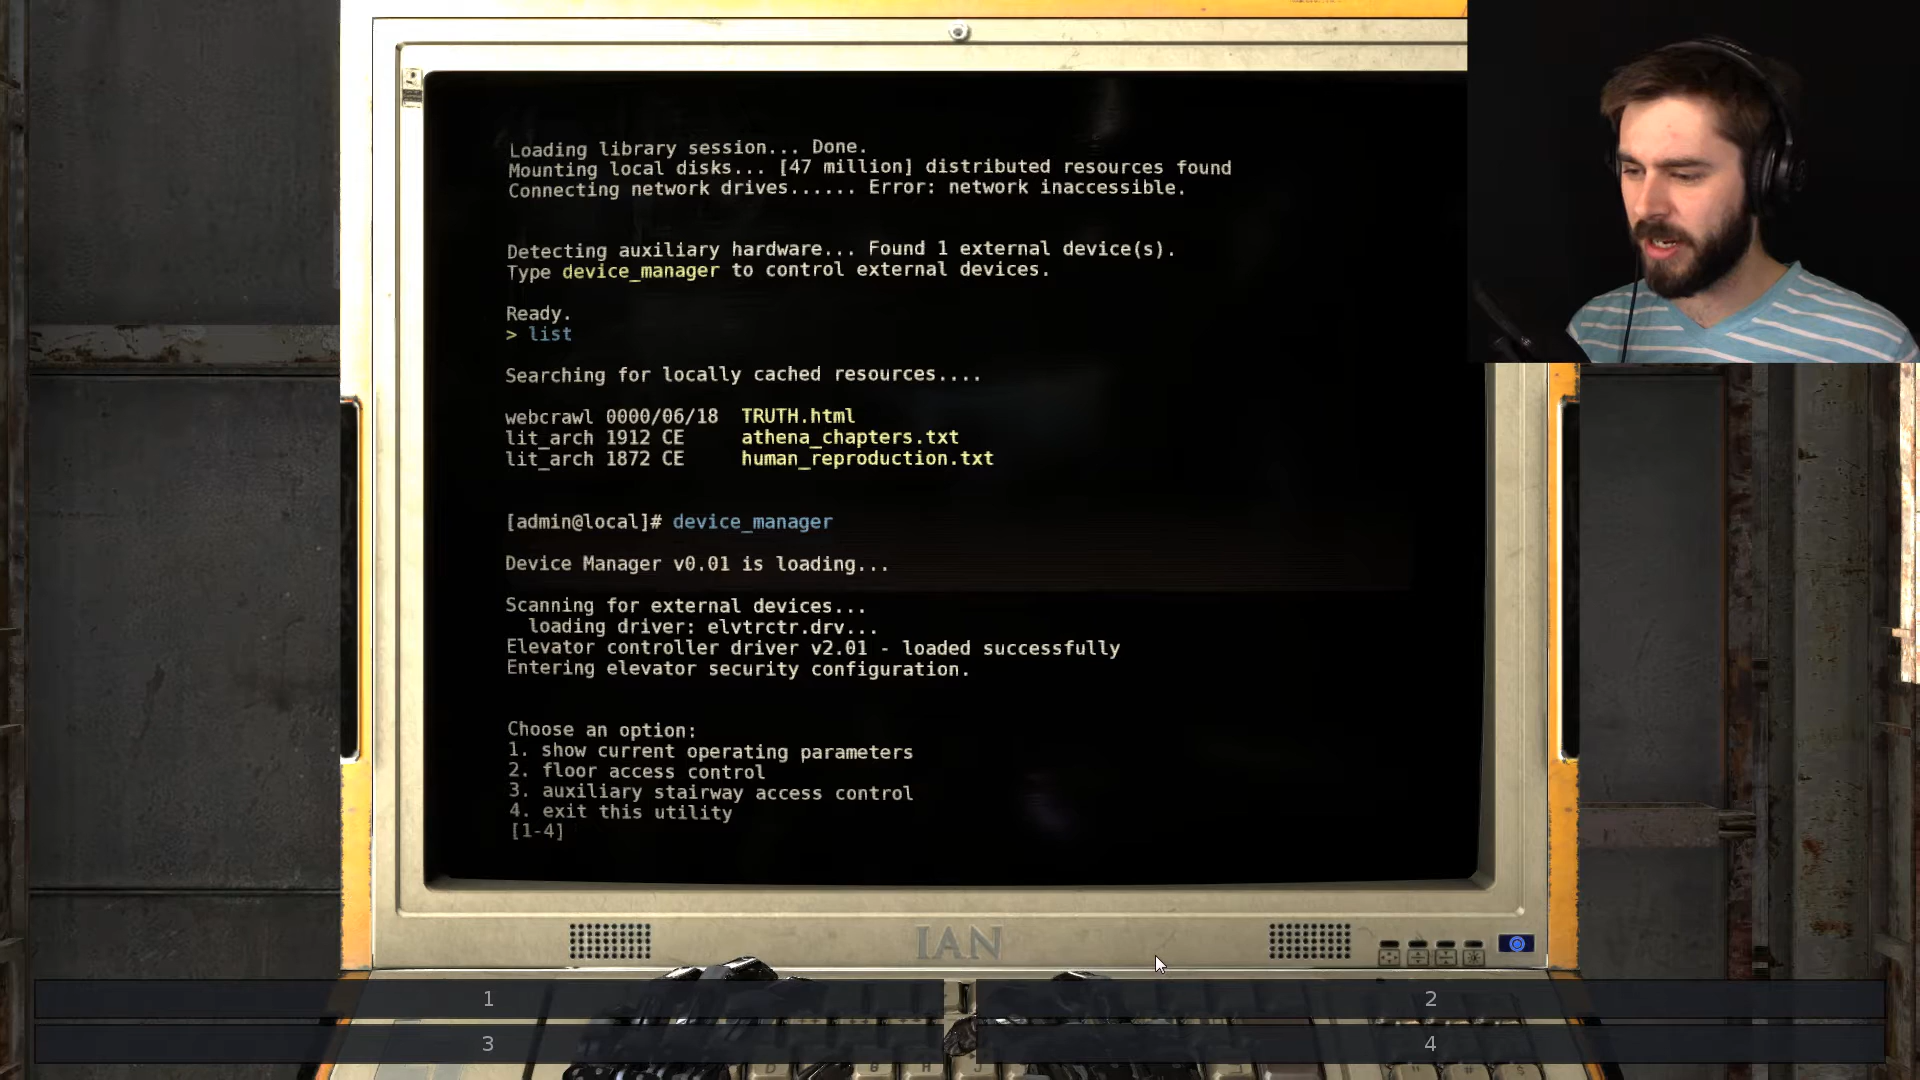 Loading library session... Done.
Mounting local disks... [47 million] distributed resources found
Connecting network drives...... Error: network inaccessible.
Detecting auxiliary hardware... Found 1 external device(s).
Type device_manager to control external devices.
Ready.
> list
Searching for locally cached resources....
webcrawl 0000/06/18 TRUTH.html
lit_arch 1912 CE athena_chapters.txt
lit_arch 1872 CE human_reproduction.txt
[admin@local]# device_manager
Device Manager v0.01 is loading...
Scanning for external devices...
loading driver: elvtrctr.drv...
Elevator controller driver v2.01 - loaded successfully
Entering elevator security configuration.
Choose an option:
1. show current operating parameters
2. floor access control
3. auxiliary stairway access control
4. exit this utility
[1-4]
IAN
1
2
3
4